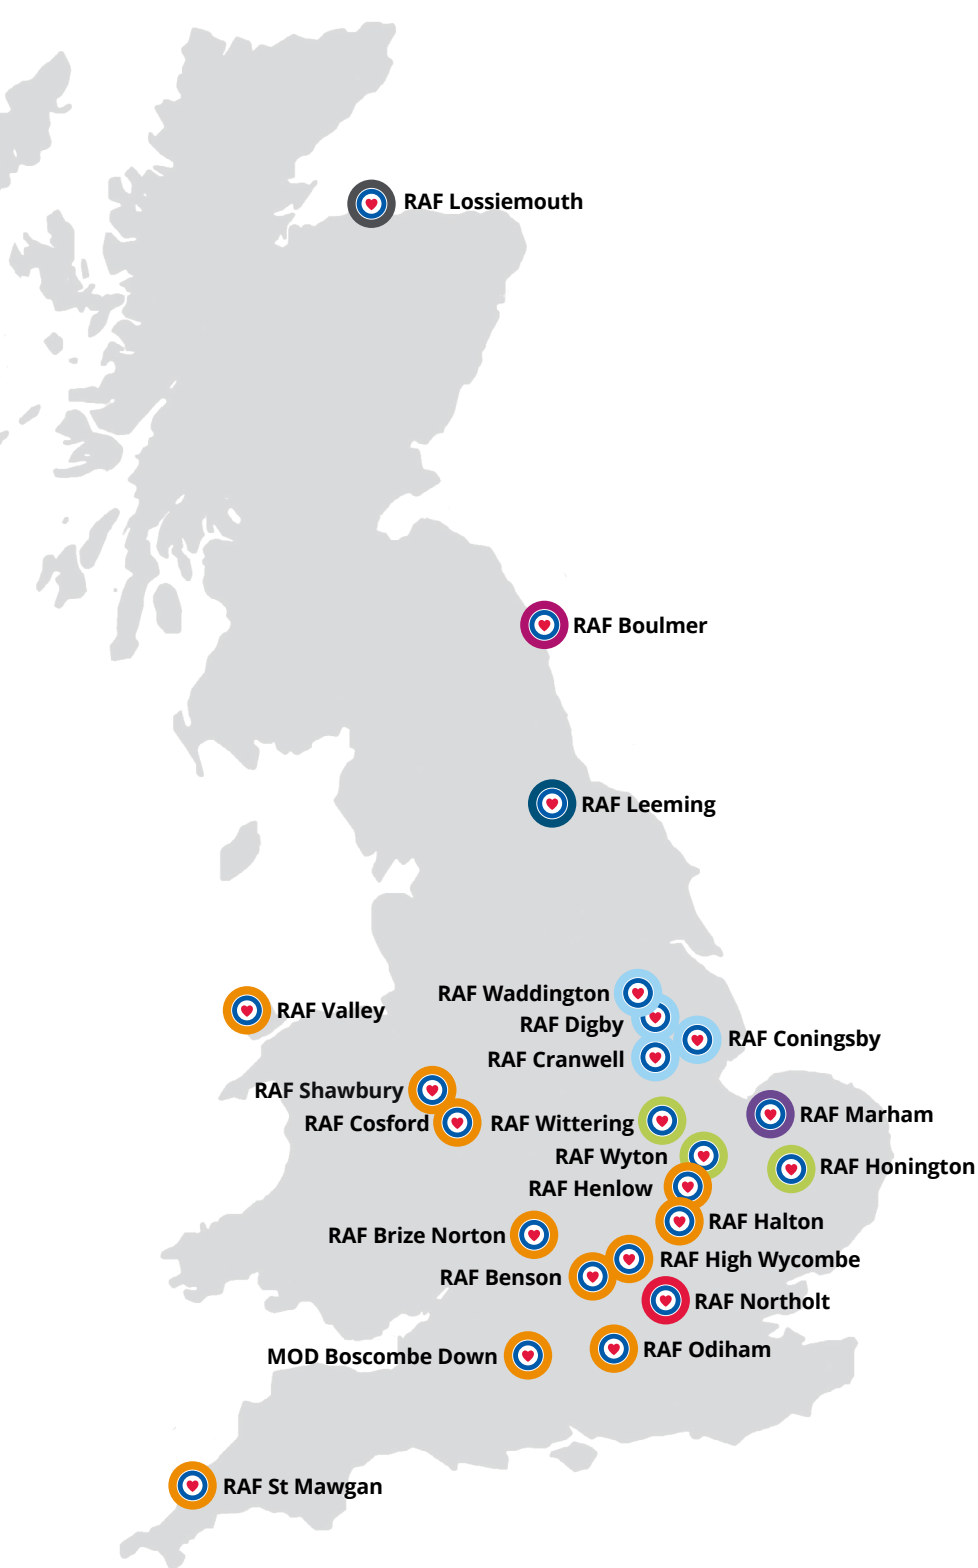 RAF Lossiemouth
RAF Boulmer
RAF Leeming
RAF Waddington
RAF Valley
RAF Digby
RAF Coningsby
RAF Cranwell
RAF Shawbury
RAF Marham
RAF Cosford
RAF Wittering
RAF Wyton
RAF Honington
RAF Henlow
RAF Halton
RAF Brize Norton
RAF High Wycombe
RAF Benson
RAF Northolt
RAF Odiham
MOD Boscombe Down
RAF St Mawgan